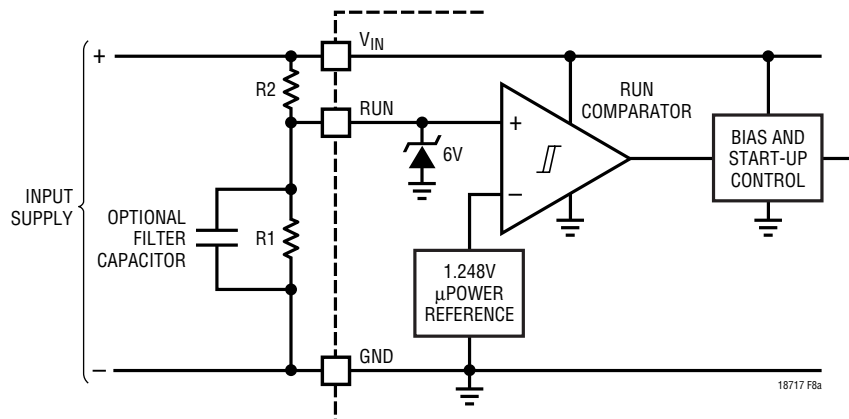 +
V_IN
R2
RUN
6V
+
−
RUN
COMPARATOR
BIAS AND
START-UP
CONTROL
INPUT
SUPPLY
OPTIONAL
FILTER
CAPACITOR
R1
1.248V
µPOWER
REFERENCE
−
GND
18717 F8a